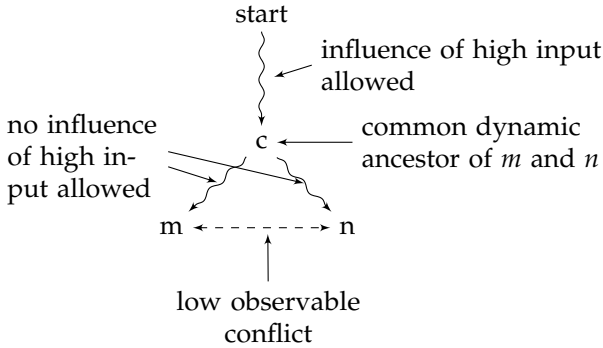 start
influence of high input
allowed
no influence
of high in-
put allowed
c
common dynamic
ancestor of m and n
m
n
low observable
conflict